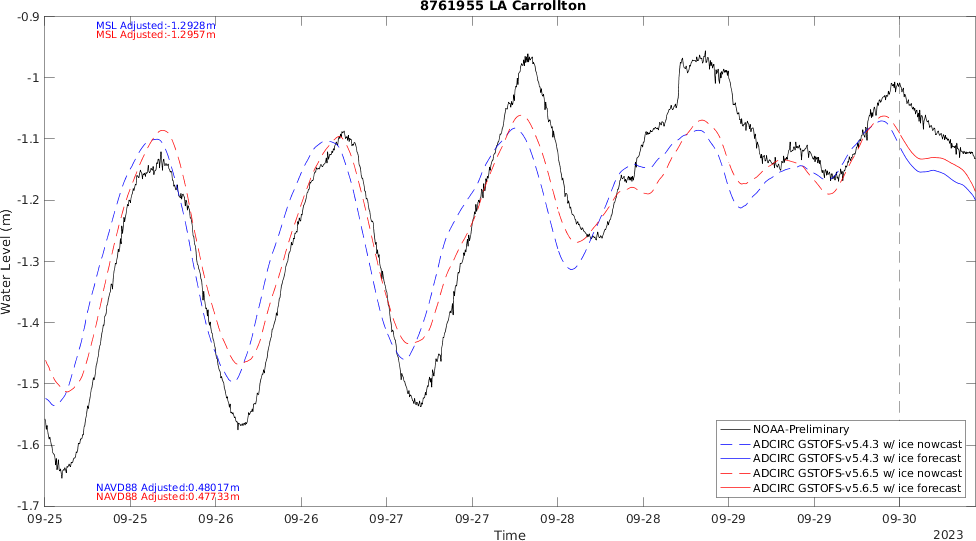 8761955 LA Carrollton
MSL Adjusted:-1.2928m
MSL Adjusted:-1.2957m
Water Level (m)
-0.9
-1
-1.1
-1.2
-1.3
-1.4
-1.5
-1.6
-1.7
NOAA-Preliminary
ADCIRC GSTOFS-v5.4.3 w/ ice nowcast
ADCIRC GSTOFS-v5.4.3 w/ ice forecast
ADCIRC GSTOFS-v5.6.5 w/ ice nowcast
ADCIRC GSTOFS-v5.6.5 w/ ice forecast
NAVD88 Adjusted:0.48017m
NAVD88 Adjusted:0.47733m
09-25 09-25 09-26 09-26 09-27 09-27 09-28 09-28 09-29 09-29 09-30
Time
2023